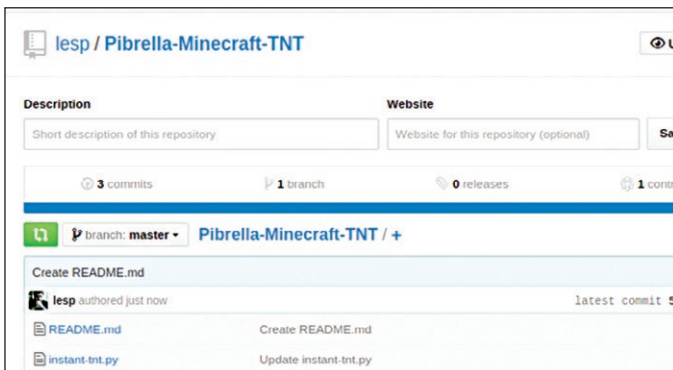 lesp / Pibrella-Minecraft-TNT
Description
Website
Short description of this repository
Website for this repository (optional)
3 commits
1 branch
0 releases
1
branch: master
Pibrella-Minecraft-TNT / +
Create README.md
lesp authored just now
latest commit 5
README.md
Create README.md
instant-tnt.py
Update instant-tnt.py